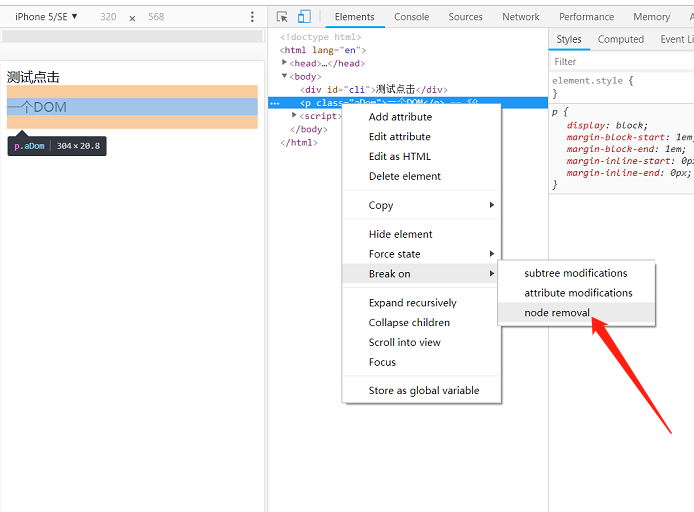 iPhone 5/SE ▼ 320 × 568
Elements Console Sources Network Performance Memory
测试点击
一个DOM
p.aDom 304 × 20.8
<!doctype html>
<html lang="en">
<head>…</head>
<body>
<div id="cli">测试点击</div>
<p class="aDom">一个DOM</p> == $0
<script>
</body>
</html>
Add attribute
Edit attribute
Edit as HTML
Delete element
Copy
Hide element
Force state
Break on
Expand recursively
Collapse children
Scroll into view
Focus
Store as global variable
subtree modifications
attribute modifications
node removal
Styles Computed Event Li
Filter
element.style {
}
p {
display: block;
margin-block-start: 1em;
margin-block-end: 1em;
margin-inline-start: 0px
margin-inline-end: 0px;
}